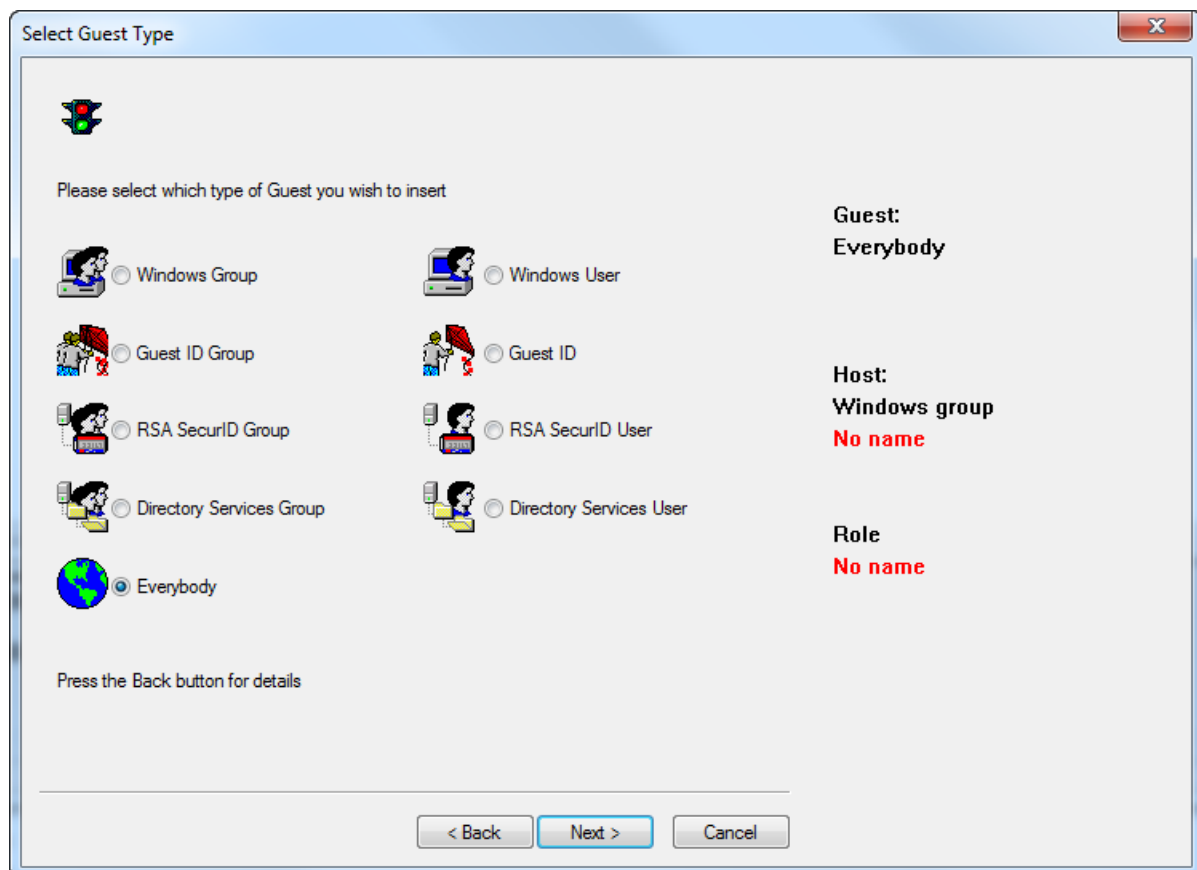 Select Guest Type
Please select which type of Guest you wish to insert
Windows Group
Windows User
Guest ID Group
Guest ID
RSA SecurID Group
RSA SecurID User
Directory Services Group
Directory Services User
Everybody
Press the Back button for details
Guest:
Everybody
Host:
Windows group
No name
Role
No name
< Back
Next >
Cancel